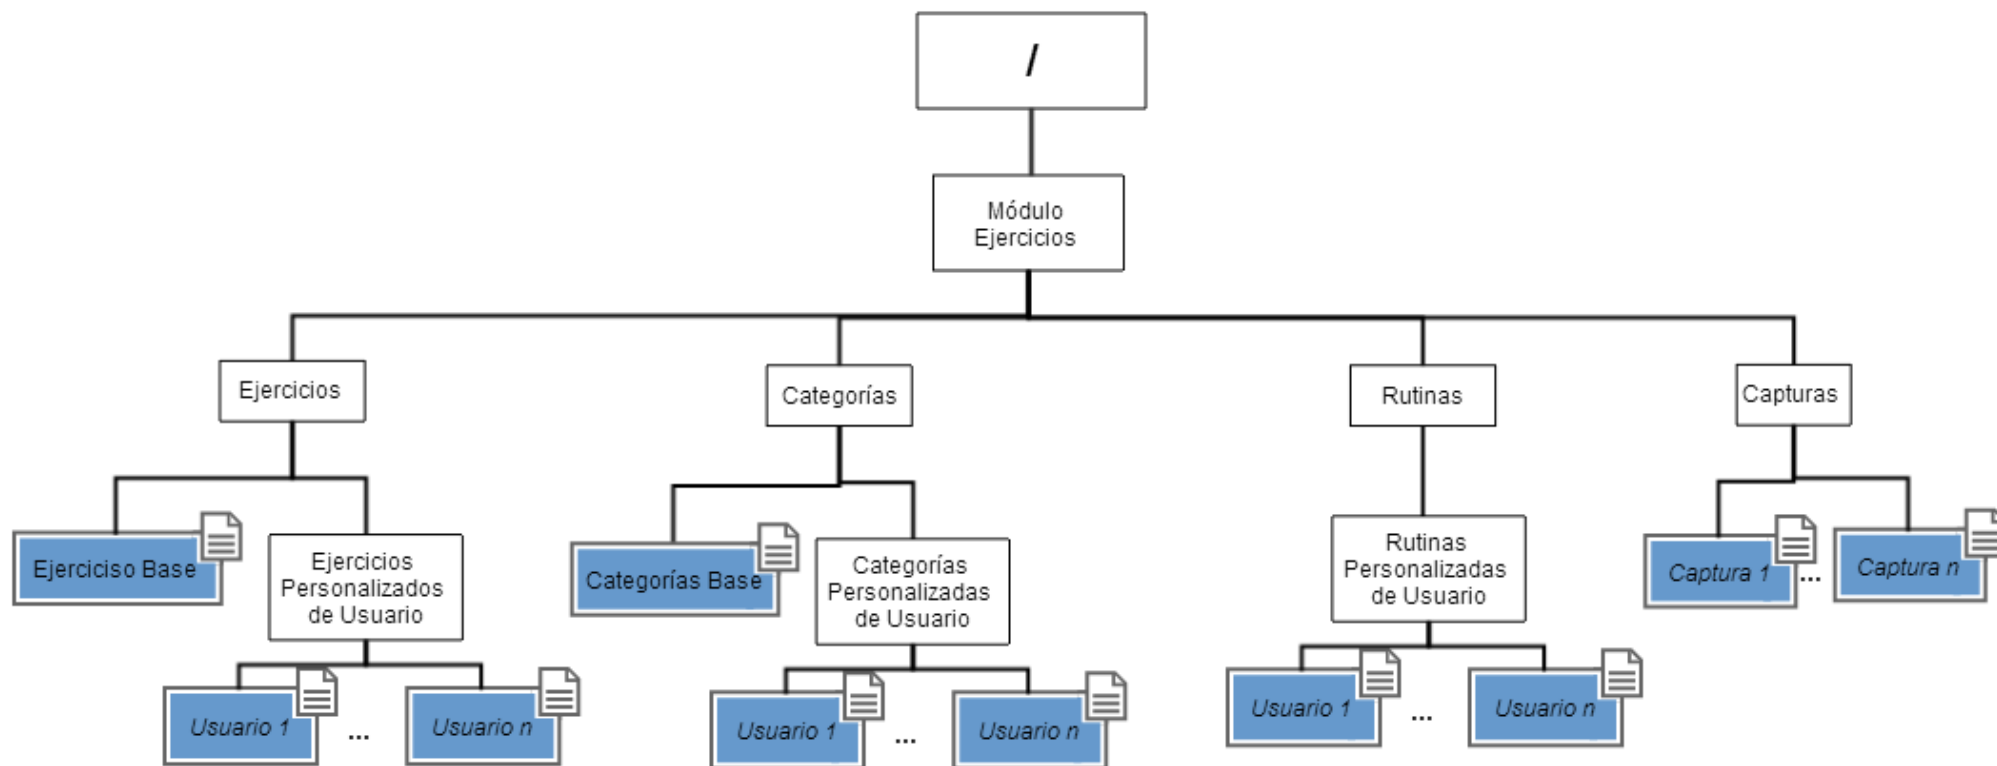 /
Módulo
Ejercicios
Ejercicios
Categorías
Rutinas
Capturas
Ejerciciso Base
Ejercicios
Personalizados
de Usuario
Categorías Base
Categorías
Personalizadas
de Usuario
Rutinas
Personalizadas
de Usuario
Captura 1
...
Captura n
Usuario 1
...
Usuario n
Usuario 1
...
Usuario n
Usuario 1
...
Usuario n